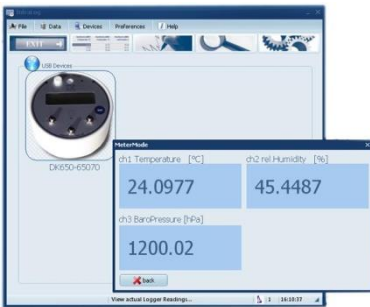 File Data Devices Preferences Help
EXIT
USB Devices
DK650-65070
MeterMode
ch1 Temperature [°C] ch2 rel.Humidity [%]
24.0977 45.4487
ch3 BaroPressure [hPa]
1200.02
back
View actual Logger Readings... 1 16:10:37